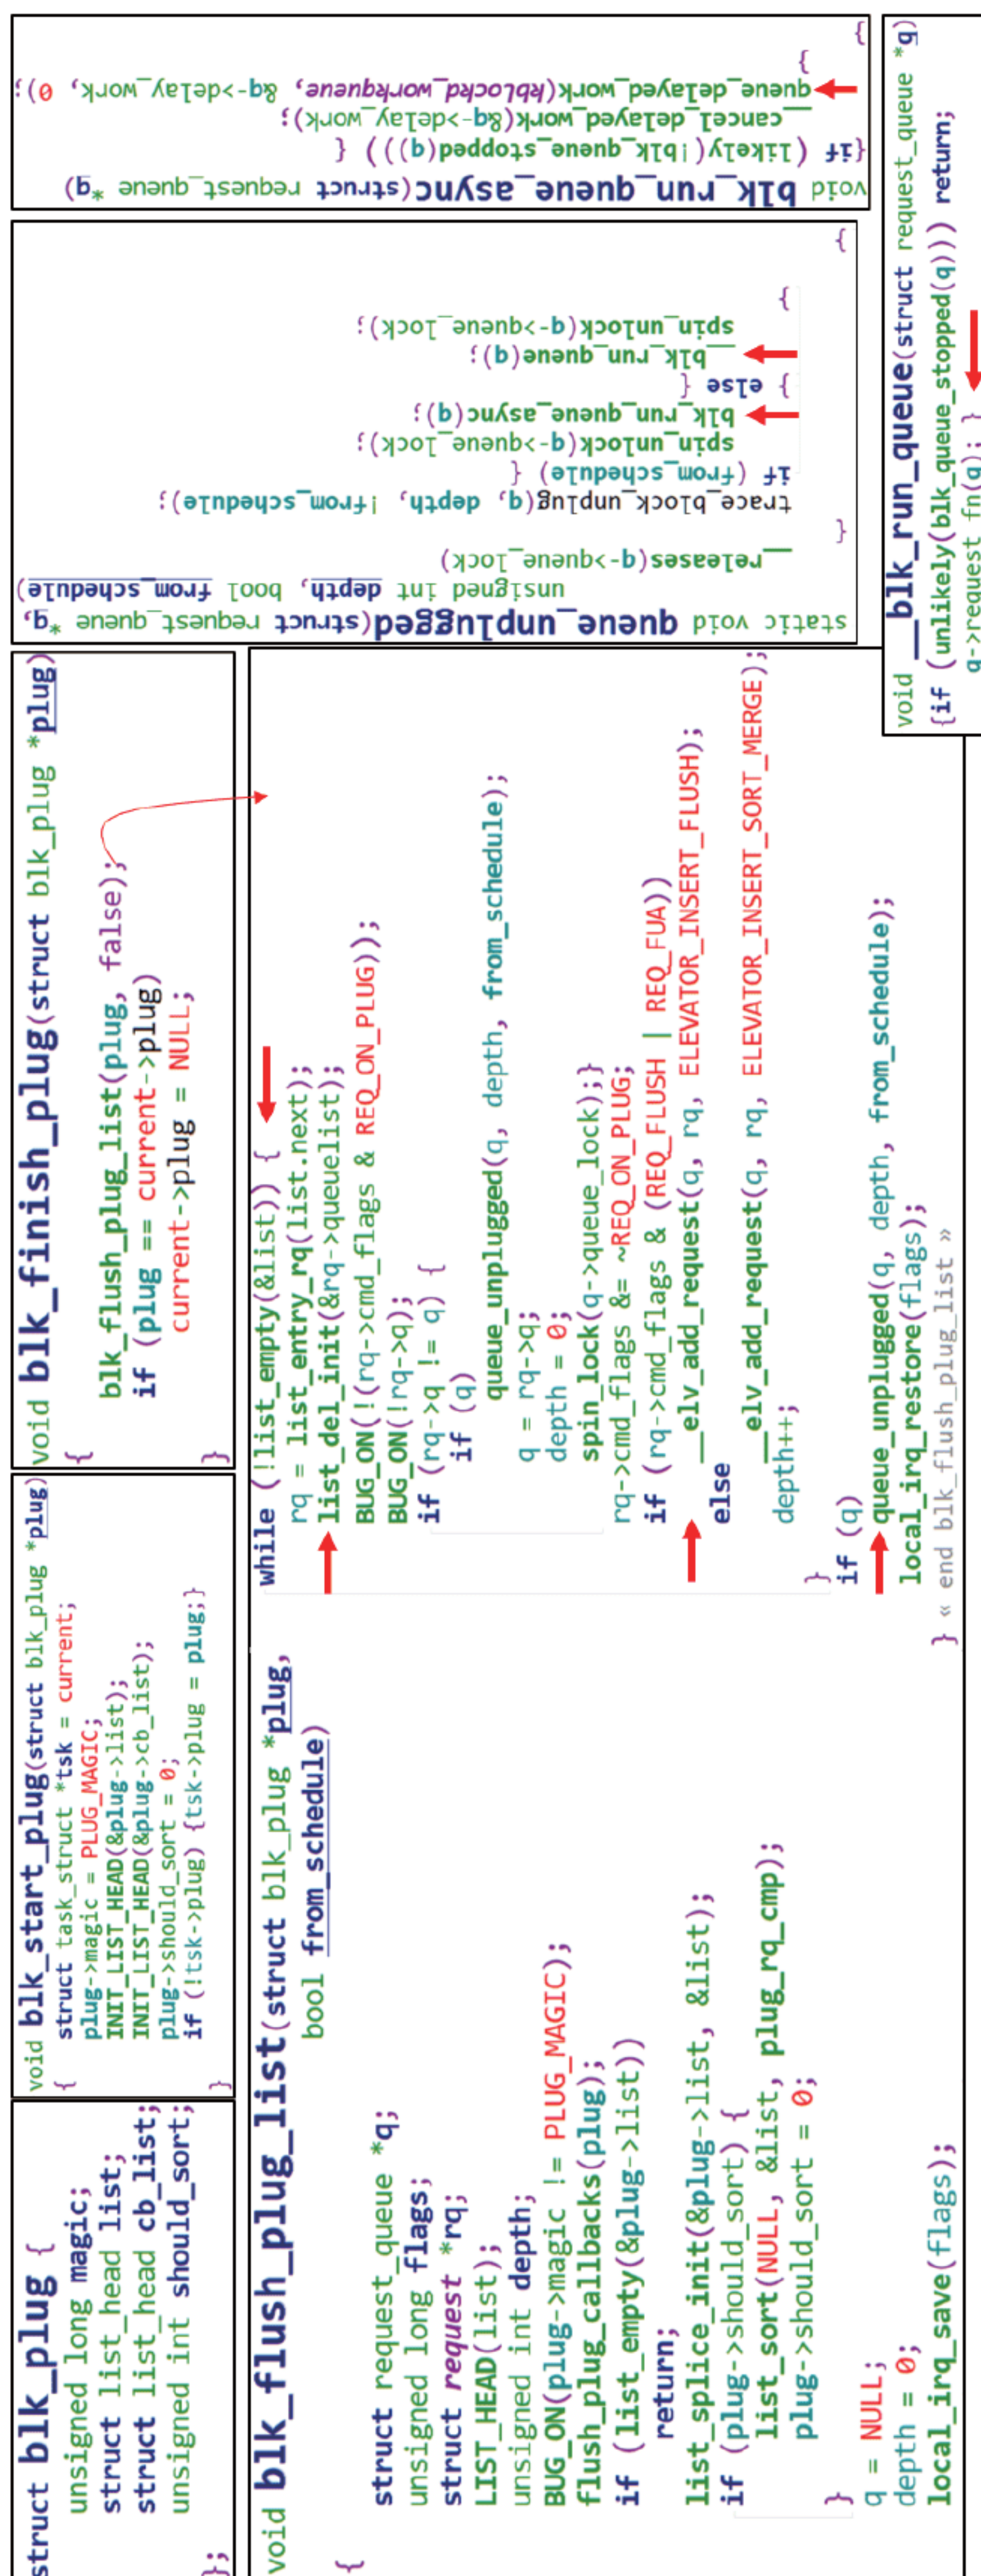 struct blk_plug {
unsigned long magic;
struct list_head list;
struct list_head cb_list;
unsigned int should_sort;
};
void blk_start_plug(struct blk_plug *plug)
{
struct task_struct *tsk = current;
plug->magic = PLUG_MAGIC;
INIT_LIST_HEAD(&plug->list);
INIT_LIST_HEAD(&plug->cb_list);
plug->should_sort = 0;
if (!tsk->plug) {tsk->plug = plug;}
}
void blk_finish_plug(struct blk_plug *plug)
{
blk_flush_plug_list(plug, false);
if (plug == current->plug)
current->plug = NULL;
}
void blk_flush_plug_list(struct blk_plug *plug,
bool from_schedule)
{
struct request_queue *q;
unsigned long flags;
struct request *rq;
LIST_HEAD(list);
unsigned int depth;
BUG_ON(plug->magic != PLUG_MAGIC);
flush_plug_callbacks(plug);
if (list_empty(&plug->list))
return;
list_splice_init(&plug->list, &list);
if (plug->should_sort) {
list_sort(NULL, &list, plug_rq_cmp);
plug->should_sort = 0;
}
q = NULL;
depth = 0;
local_irq_save(flags);
while (!list_empty(&list)) {
rq = list_entry_rq(list.next);
list_del_init(&rq->queuelist);
BUG_ON(!(rq->cmd_flags & REQ_ON_PLUG));
BUG_ON(!rq->q);
if (rq->q != q) {
if (q)
queue_unplugged(q, depth, from_schedule);
q = rq->q;
depth = 0;
spin_lock(q->queue_lock);}
rq->cmd_flags &= ~REQ_ON_PLUG;
if (rq->cmd_flags & (REQ_FLUSH | REQ_FUA))
__elv_add_request(q, rq, ELEVATOR_INSERT_FLUSH);
else
__elv_add_request(q, rq, ELEVATOR_INSERT_SORT_MERGE);
depth++;
}
if (q)
queue_unplugged(q, depth, from_schedule);
local_irq_restore(flags);
} « end blk_flush_plug_list »
static void queue_unplugged(struct request_queue *q,
unsigned int depth, bool from_schedule)
__releases(q->queue_lock)
{
trace_block_unplug(q, depth, !from_schedule);
if (from_schedule) {
spin_unlock(q->queue_lock);
blk_run_queue_async(q);
} else {
__blk_run_queue(q);
spin_unlock(q->queue_lock);
}
}
void blk_run_queue_async(struct request_queue *q)
{if (likely(!blk_queue_stopped(q))) {
__cancel_delayed_work(&q->delay_work);
queue_delayed_work(kblockd_workqueue, &q->delay_work, 0);
}
}
void __blk_run_queue(struct request_queue *q)
{if (unlikely(blk_queue_stopped(q))) return;
q->request_fn(q); }